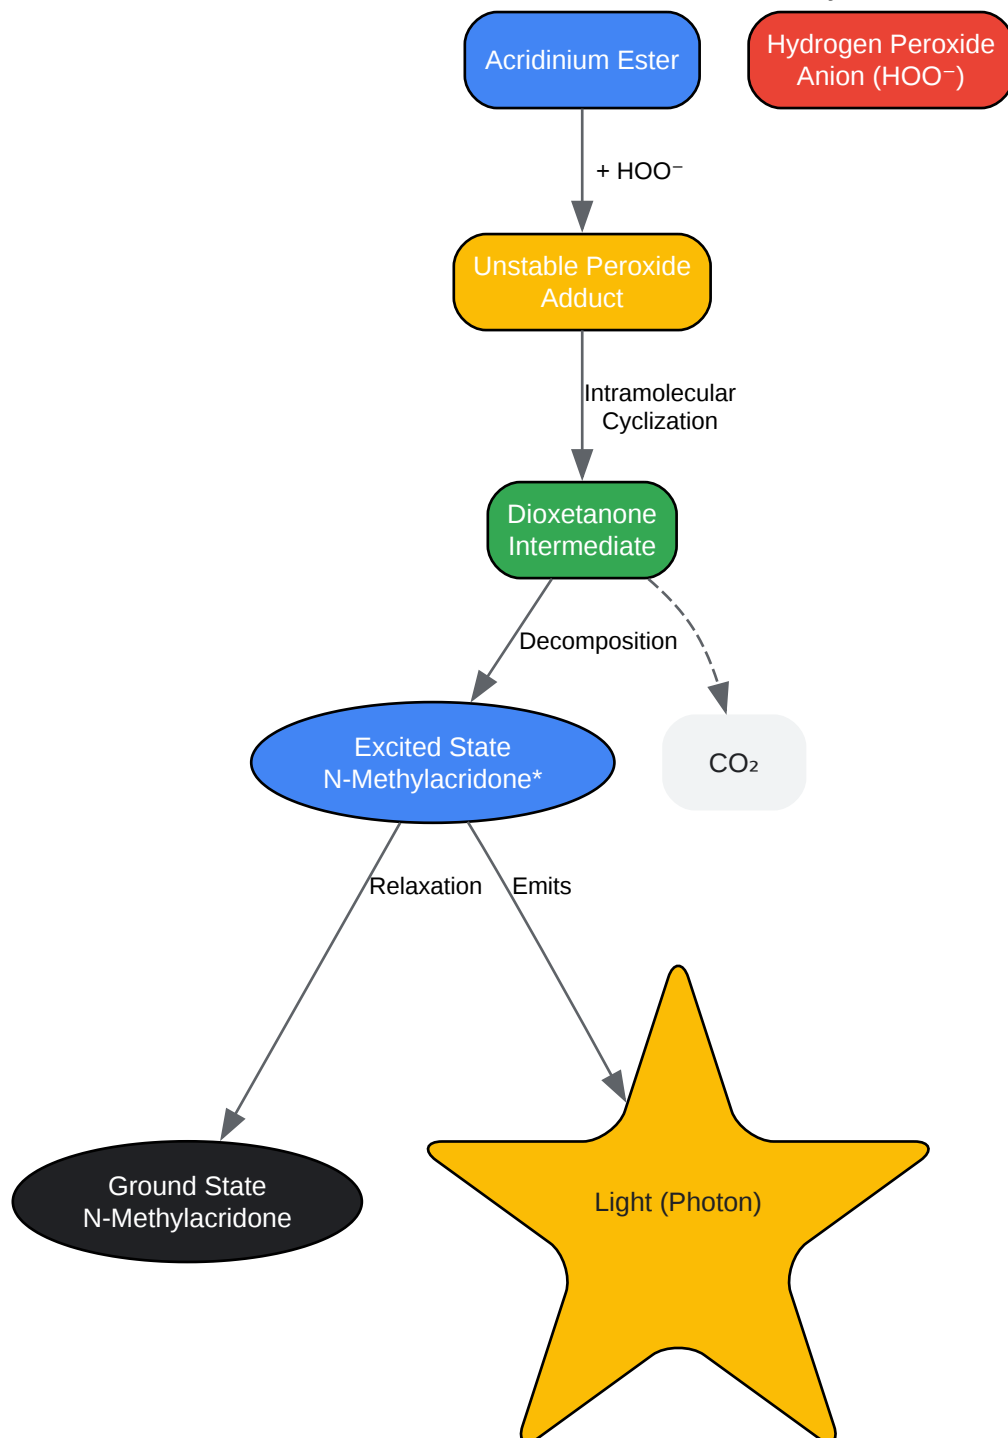 Acridinium Ester
Hydrogen Peroxide
Anion (HOO⁻)
+ HOO⁻
Unstable Peroxide
Adduct
Intramolecular
Cyclization
Dioxetanone
Intermediate
Decomposition
Excited State
N-Methylacridone*
CO₂
Relaxation
Emits
Ground State
N-Methylacridone
Light (Photon)